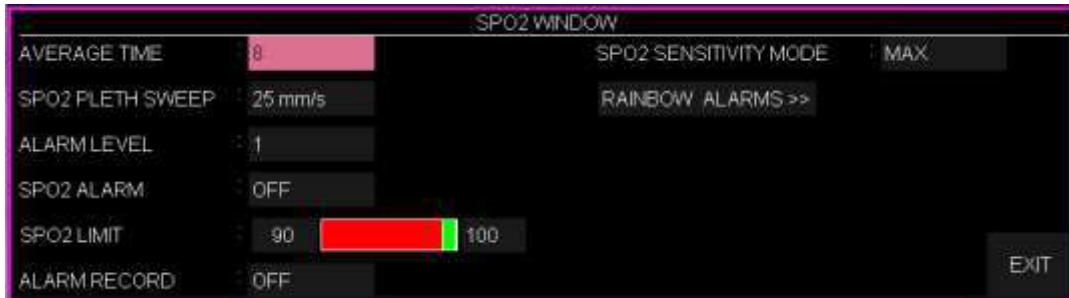 SPO2 WINDOW
AVERAGE TIME : 8 SPO2 SENSITIVITY MODE : MAX
SPO2 PLETH SWEEP : 25 mm/s RAINBOW ALARMS >>
ALARM LEVEL : 1
SPO2 ALARM : OFF
SPO2 LIMIT : 90 100
ALARM RECORD : OFF
EXIT